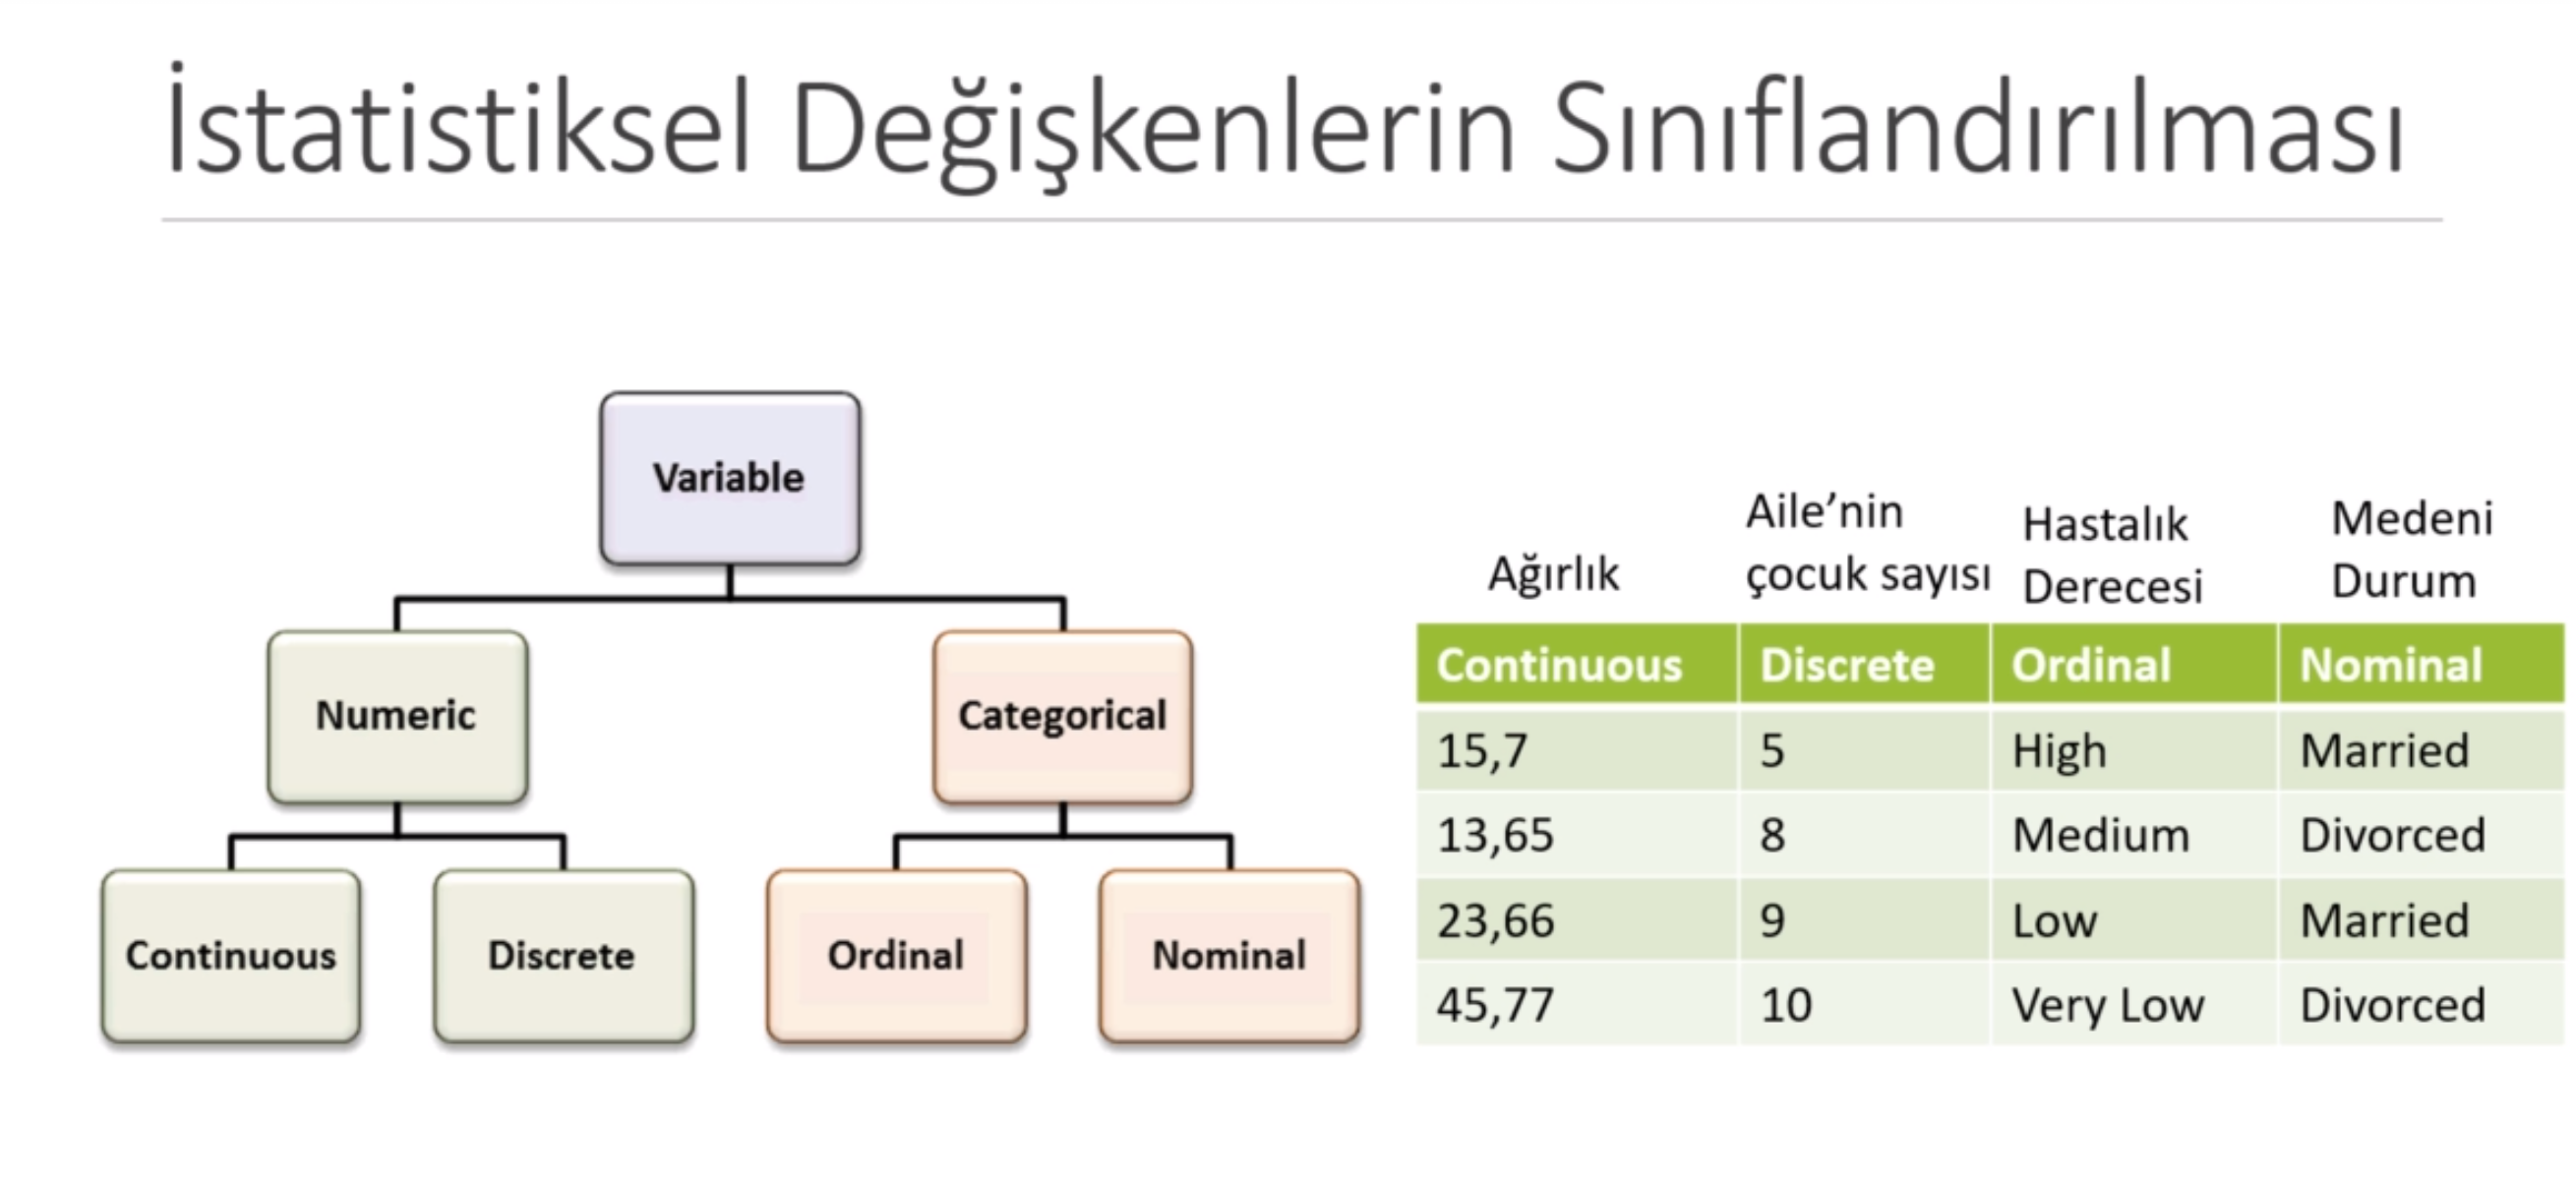 İstatistiksel Değişkenlerin Sınıflandırılması
Variable
Numeric
Categorical
Continuous
Discrete
Ordinal
Nominal
Ağırlık
Aile’nin
çocuk sayısı
Hastalık
Derecesi
Medeni
Durum
Continuous Discrete Ordinal Nominal
15,7 5 High Married
13,65 8 Medium Divorced
23,66 9 Low Married
45,77 10 Very Low Divorced